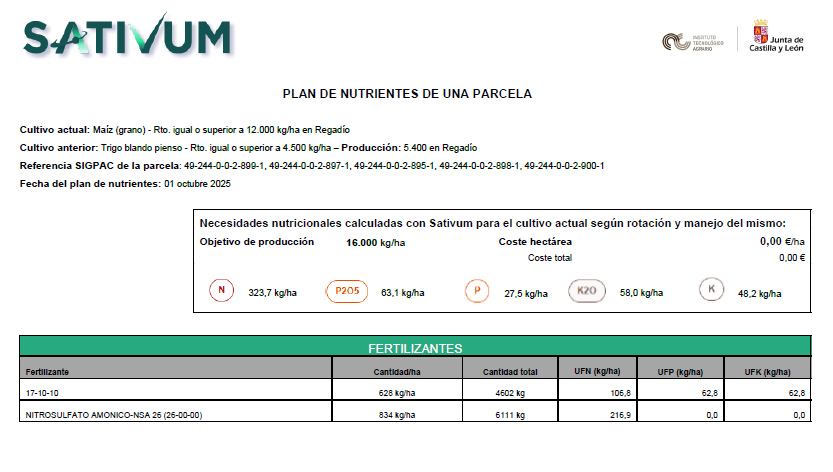 SATIVUM
INSTITUTO
TECNOLÓGICO
AGRARIO
Junta de
Castilla y León
PLAN DE NUTRIENTES DE UNA PARCELA
Cultivo actual: Maíz (grano) - Rto. igual o superior a 12.000 kg/ha en Regadío
Cultivo anterior: Trigo blando pienso - Rto. igual o superior a 4.500 kg/ha – Producción: 5.400 en Regadío
Referencia SIGPAC de la parcela: 49-244-0-0-2-899-1, 49-244-0-0-2-897-1, 49-244-0-0-2-895-1, 49-244-0-0-2-898-1, 49-244-0-0-2-900-1
Fecha del plan de nutrientes: 01 octubre 2025
Necesidades nutricionales calculadas con Sativum para el cultivo actual según rotación y manejo del mismo:
Objetivo de producción 16.000 kg/ha Coste hectárea 0,00 €/ha
Coste total 0,00 €
N 323,7 kg/ha P2O5 63,1 kg/ha P 27,5 kg/ha K2O 58,0 kg/ha K 48,2 kg/ha
FERTILIZANTES
Fertilizante Cantidad/ha Cantidad total UFN (kg/ha) UFP (kg/ha) UFK (kg/ha)
17-10-10 628 kg/ha 4602 kg 106,8 62,8 62,8
NITROSULFATO AMONICO-NSA 26 (26-00-00) 834 kg/ha 6111 kg 216,9 0,0 0,0